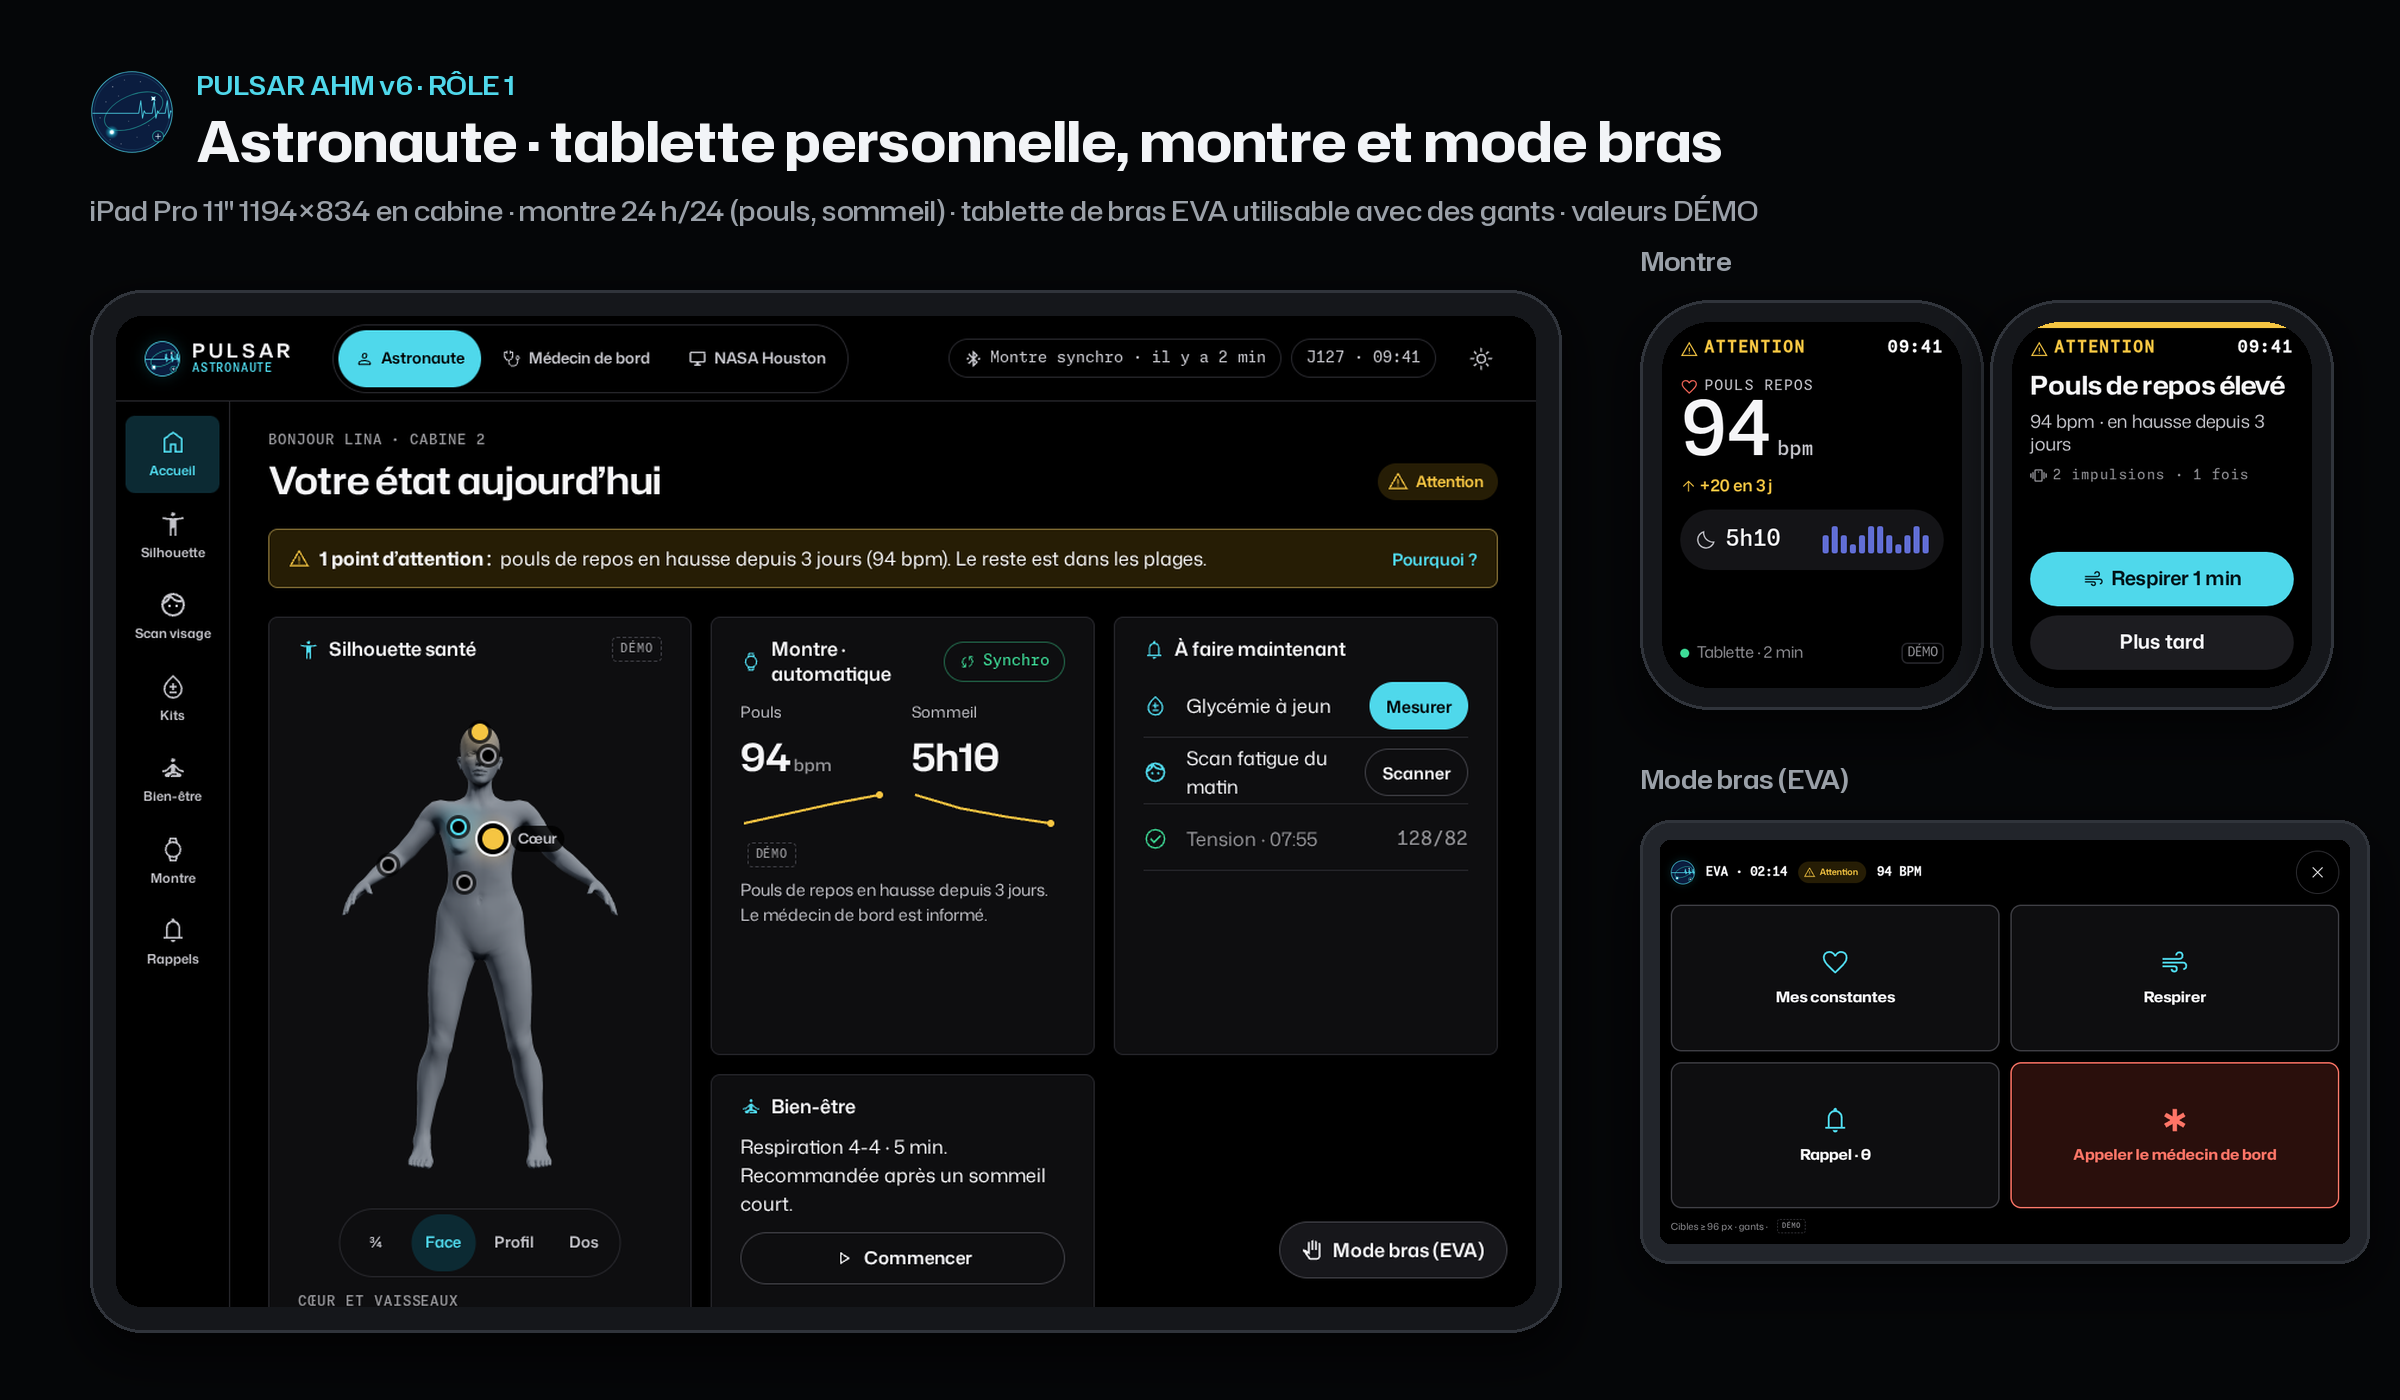 PULSAR AHM v6 · RÔLE 1
Astronaute · tablette personnelle, montre et mode bras
iPad Pro 11" 1194×834 en cabine · montre 24 h/24 (pouls, sommeil) · tablette de bras EVA utilisable avec des gants · valeurs DÉMO
PULSAR
ASTRONAUTE
Astronaute
Médecin de bord
NASA Houston
Montre synchro · il y a 2 min
J127 · 09:41
Accueil
Silhouette
Scan visage
Kits
Bien-être
Montre
Rappels
BONJOUR LINA · CABINE 2
Votre état aujourd’hui
Attention
1 point d’attention : pouls de repos en hausse depuis 3 jours (94 bpm). Le reste est dans les plages.
Pourquoi ?
Silhouette santé
DÉMO
Cœur
¾
Face
Profil
Dos
CŒUR ET VAISSEAUX
Montre ·
automatique
Synchro
Pouls
Sommeil
94 bpm
5h10
DÉMO
Pouls de repos en hausse depuis 3 jours.
Le médecin de bord est informé.
À faire maintenant
Glycémie à jeun
Mesurer
Scan fatigue du
matin
Scanner
Tension · 07:55
128/82
Bien-être
Respiration 4-4 · 5 min.
Recommandée après un sommeil
court.
Commencer
Mode bras (EVA)
Montre
ATTENTION
09:41
POULS REPOS
94 bpm
+20 en 3 j
5h10
Tablette · 2 min
DÉMO
ATTENTION
09:41
Pouls de repos élevé
94 bpm · en hausse depuis 3
jours
2 impulsions · 1 fois
Respirer 1 min
Plus tard
Mode bras (EVA)
EVA · 02:14
Attention
94 BPM
Mes constantes
Respirer
Rappel · 0
Appeler le médecin de bord
Cibles ≥ 96 px · gants ·
DÉMO